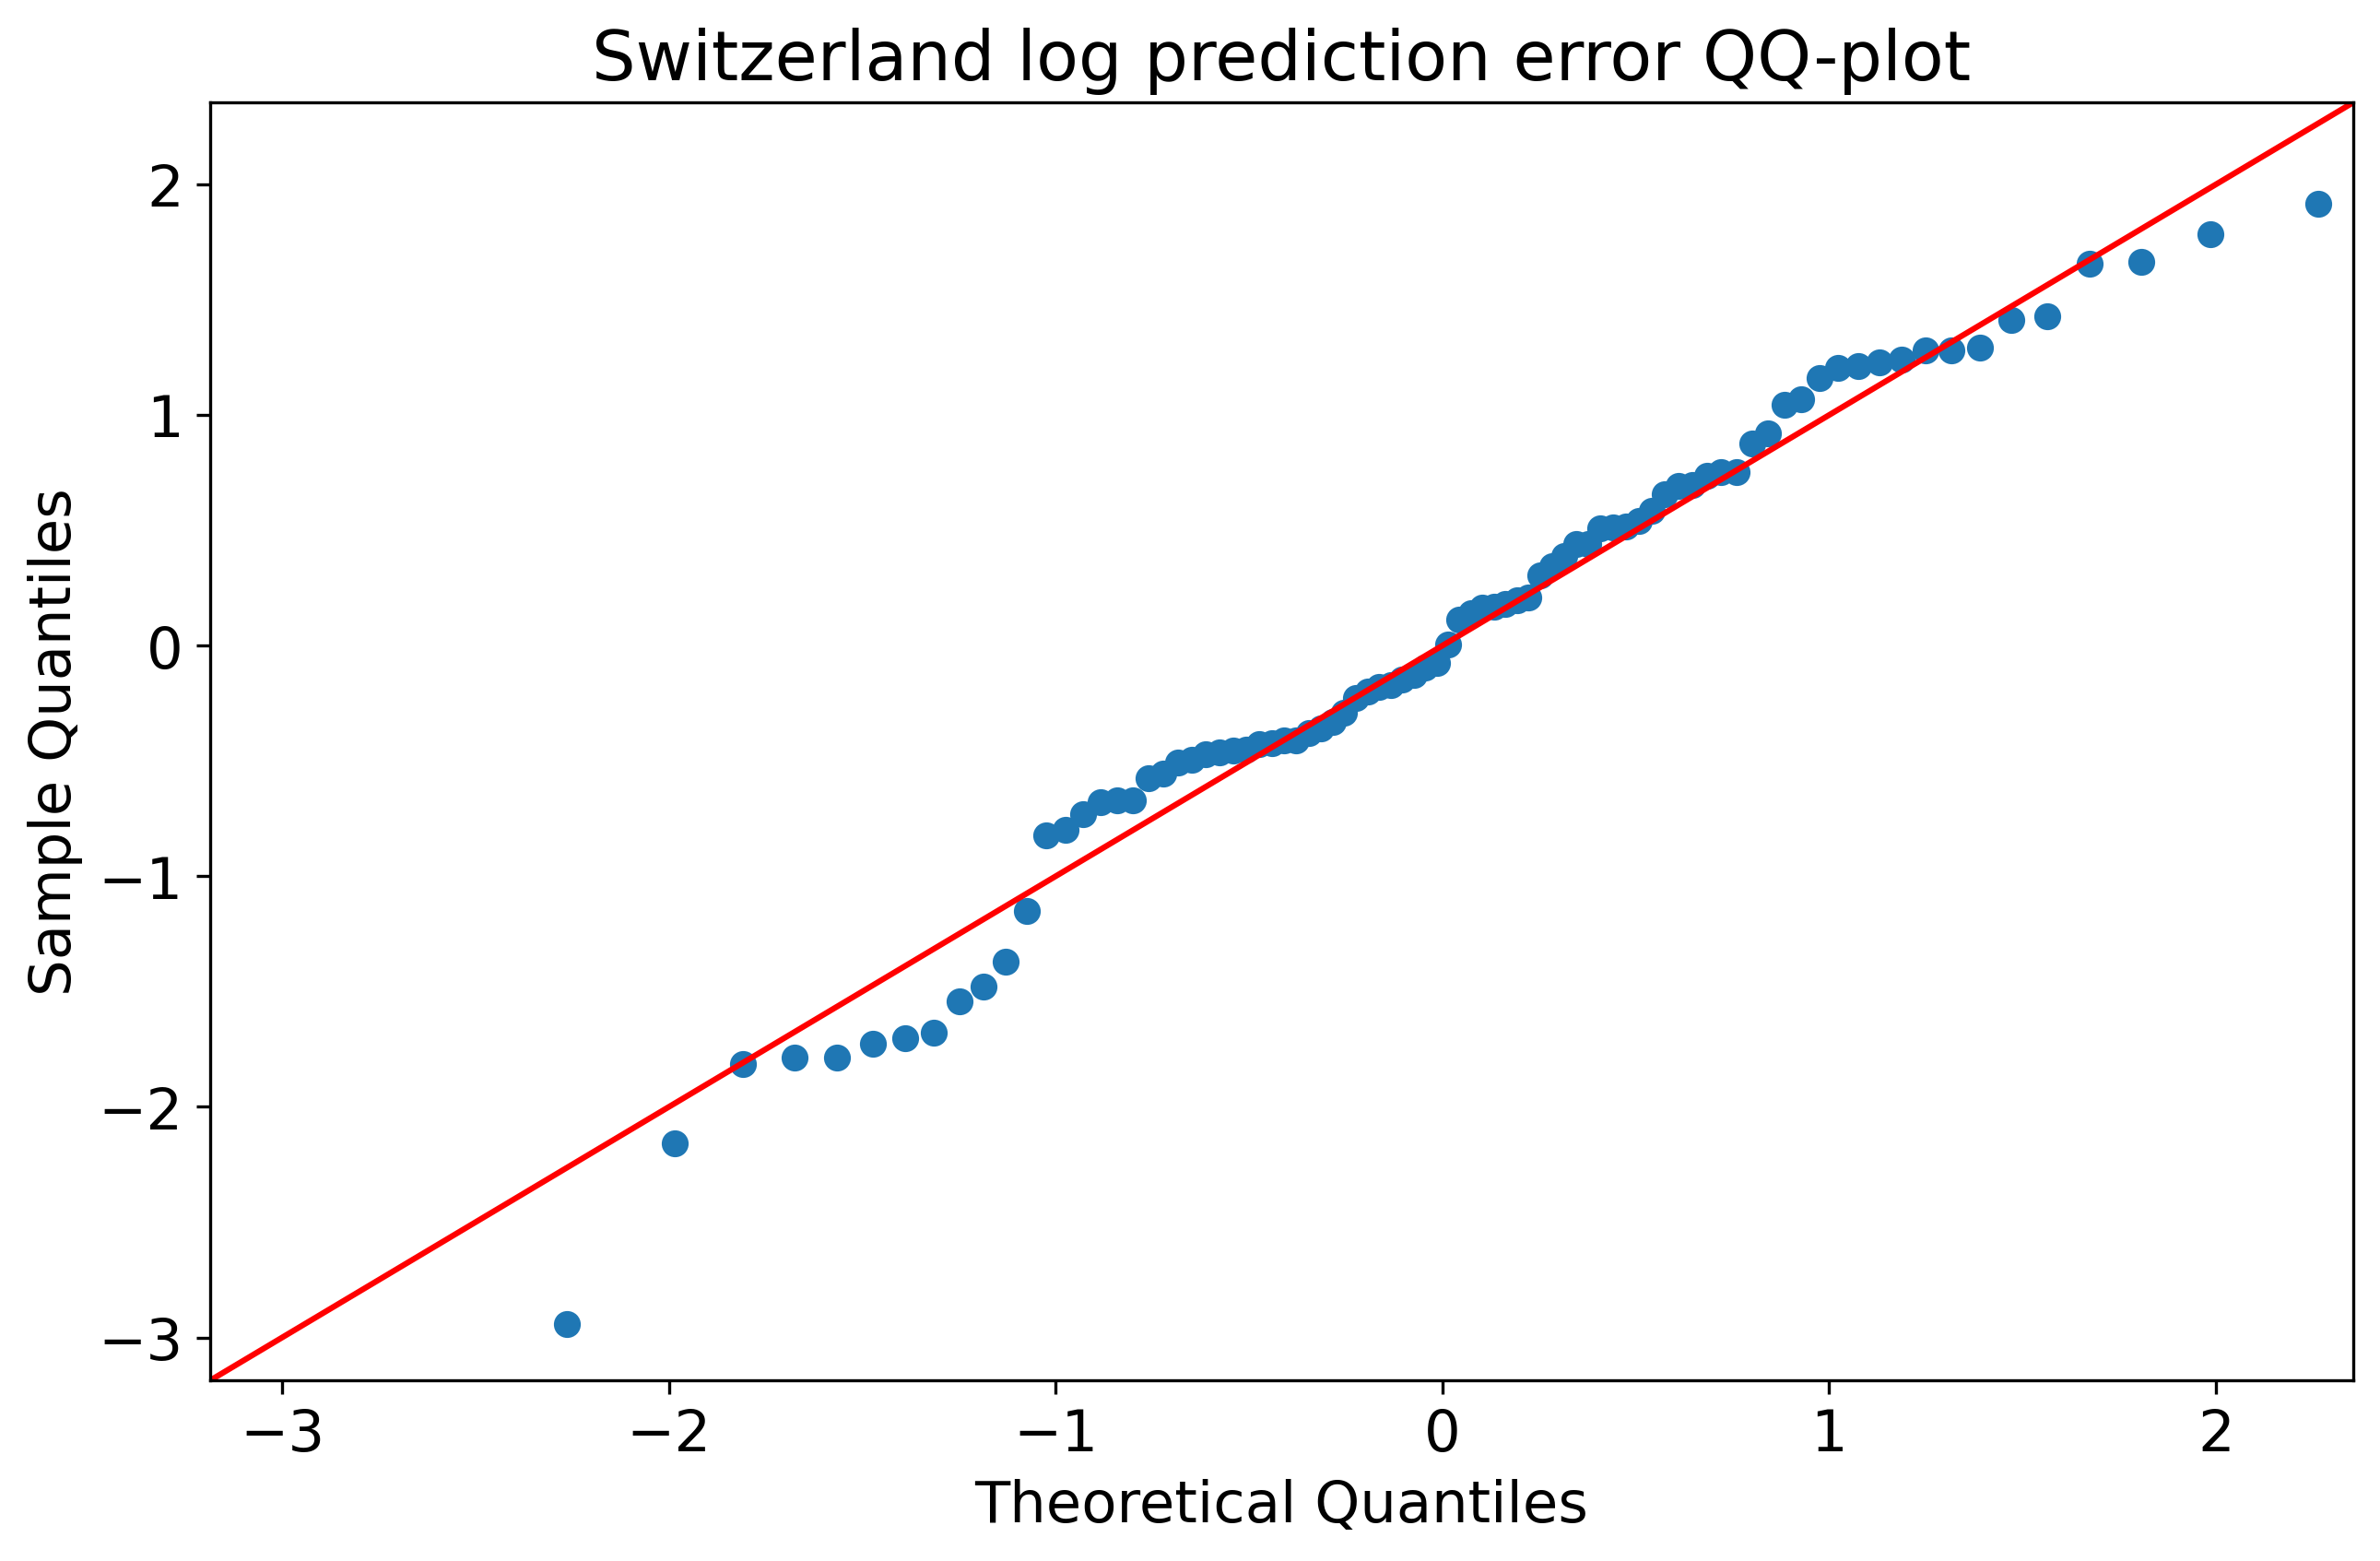 Switzerland log prediction error QQ-plot
2
1
0
−1
−2
−3
Sample Quantiles
−3 −2 −1 0 1 2
Theoretical Quantiles